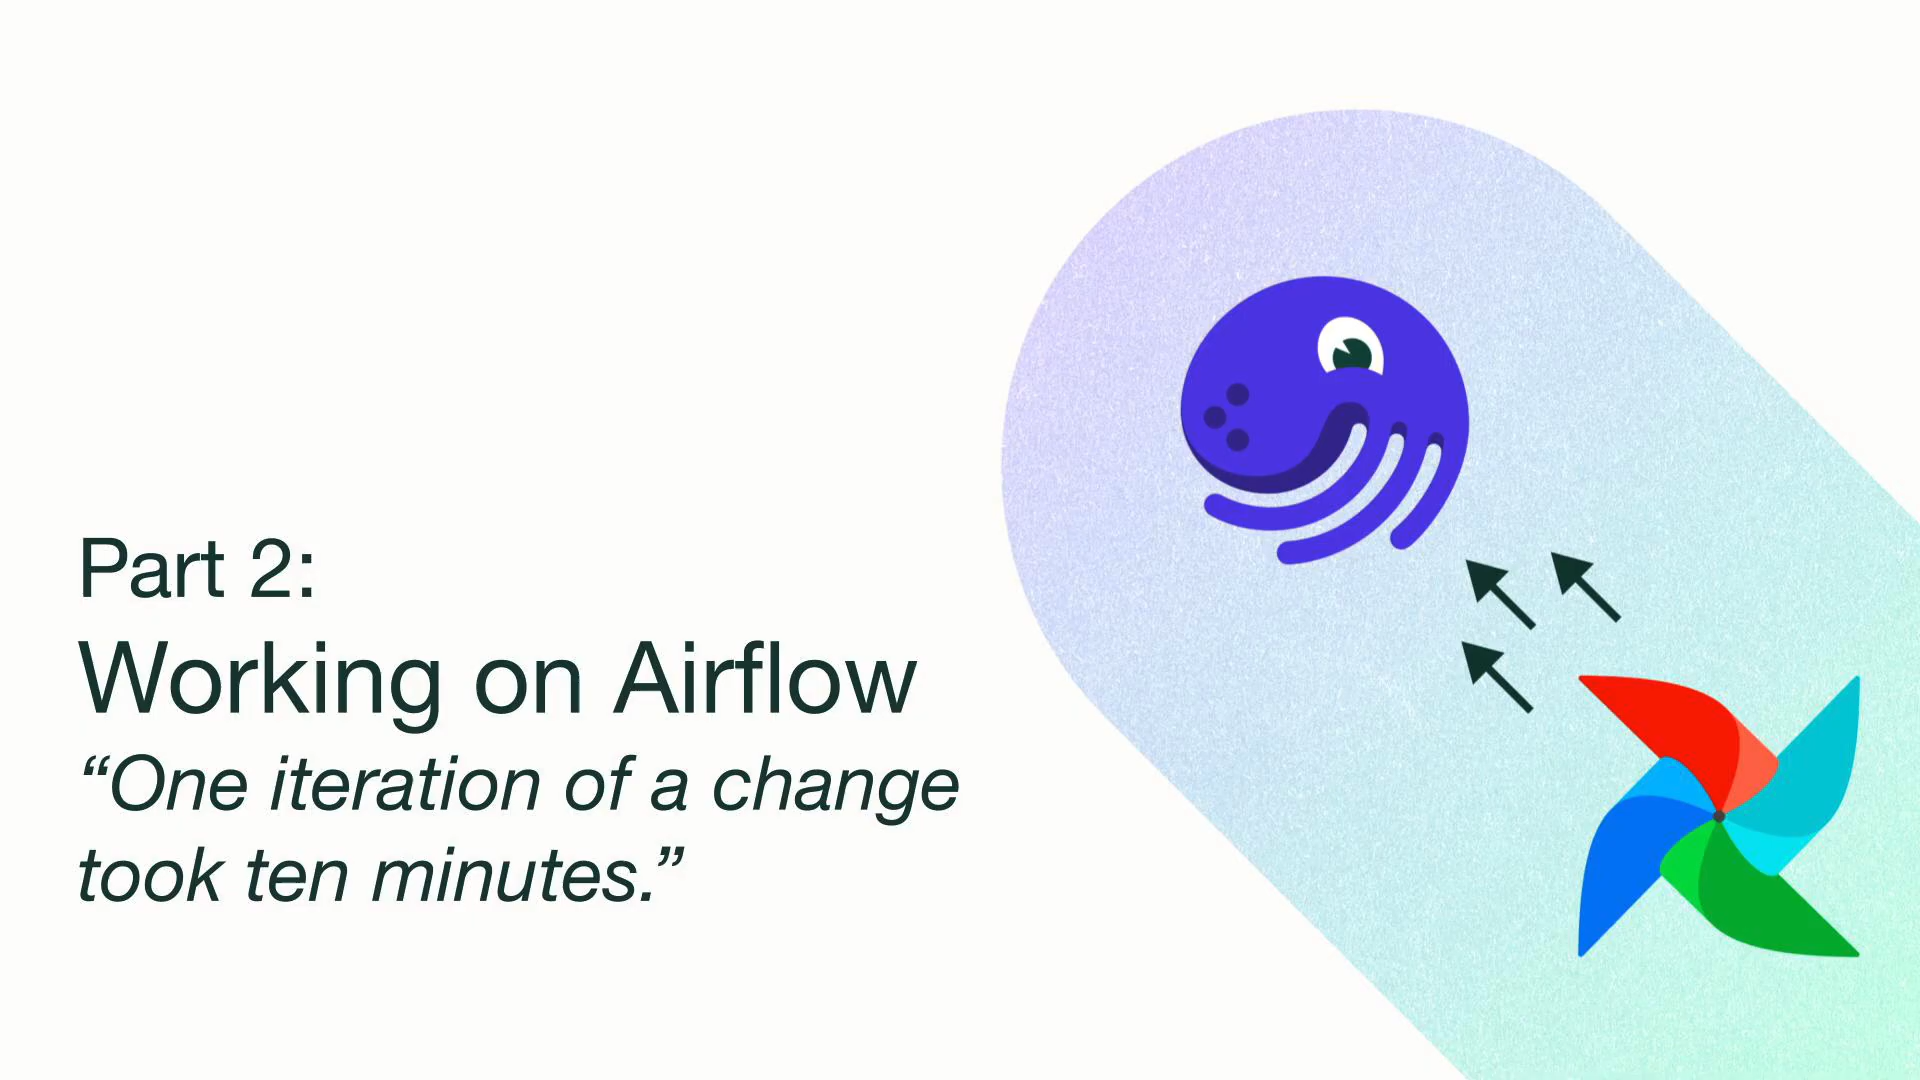 Part 2:
Working on Airflow
“One iteration of a change
took ten minutes.”